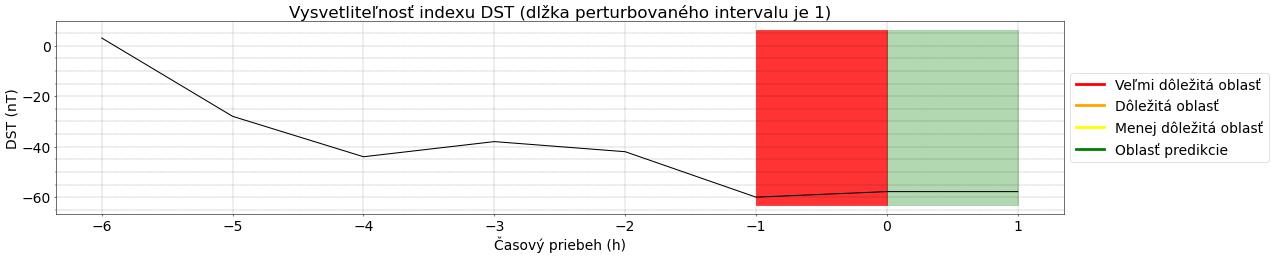 Vysvetliteľnosť indexu DST (dĺžka perturbovaného intervalu je 1)
0
−20
−40
−60
DST (nT)
−6 −5 −4 −3 −2 −1 0 1
Časový priebeh (h)
Veľmi dôležitá oblasť
Dôležitá oblasť
Menej dôležitá oblasť
Oblasť predikcie